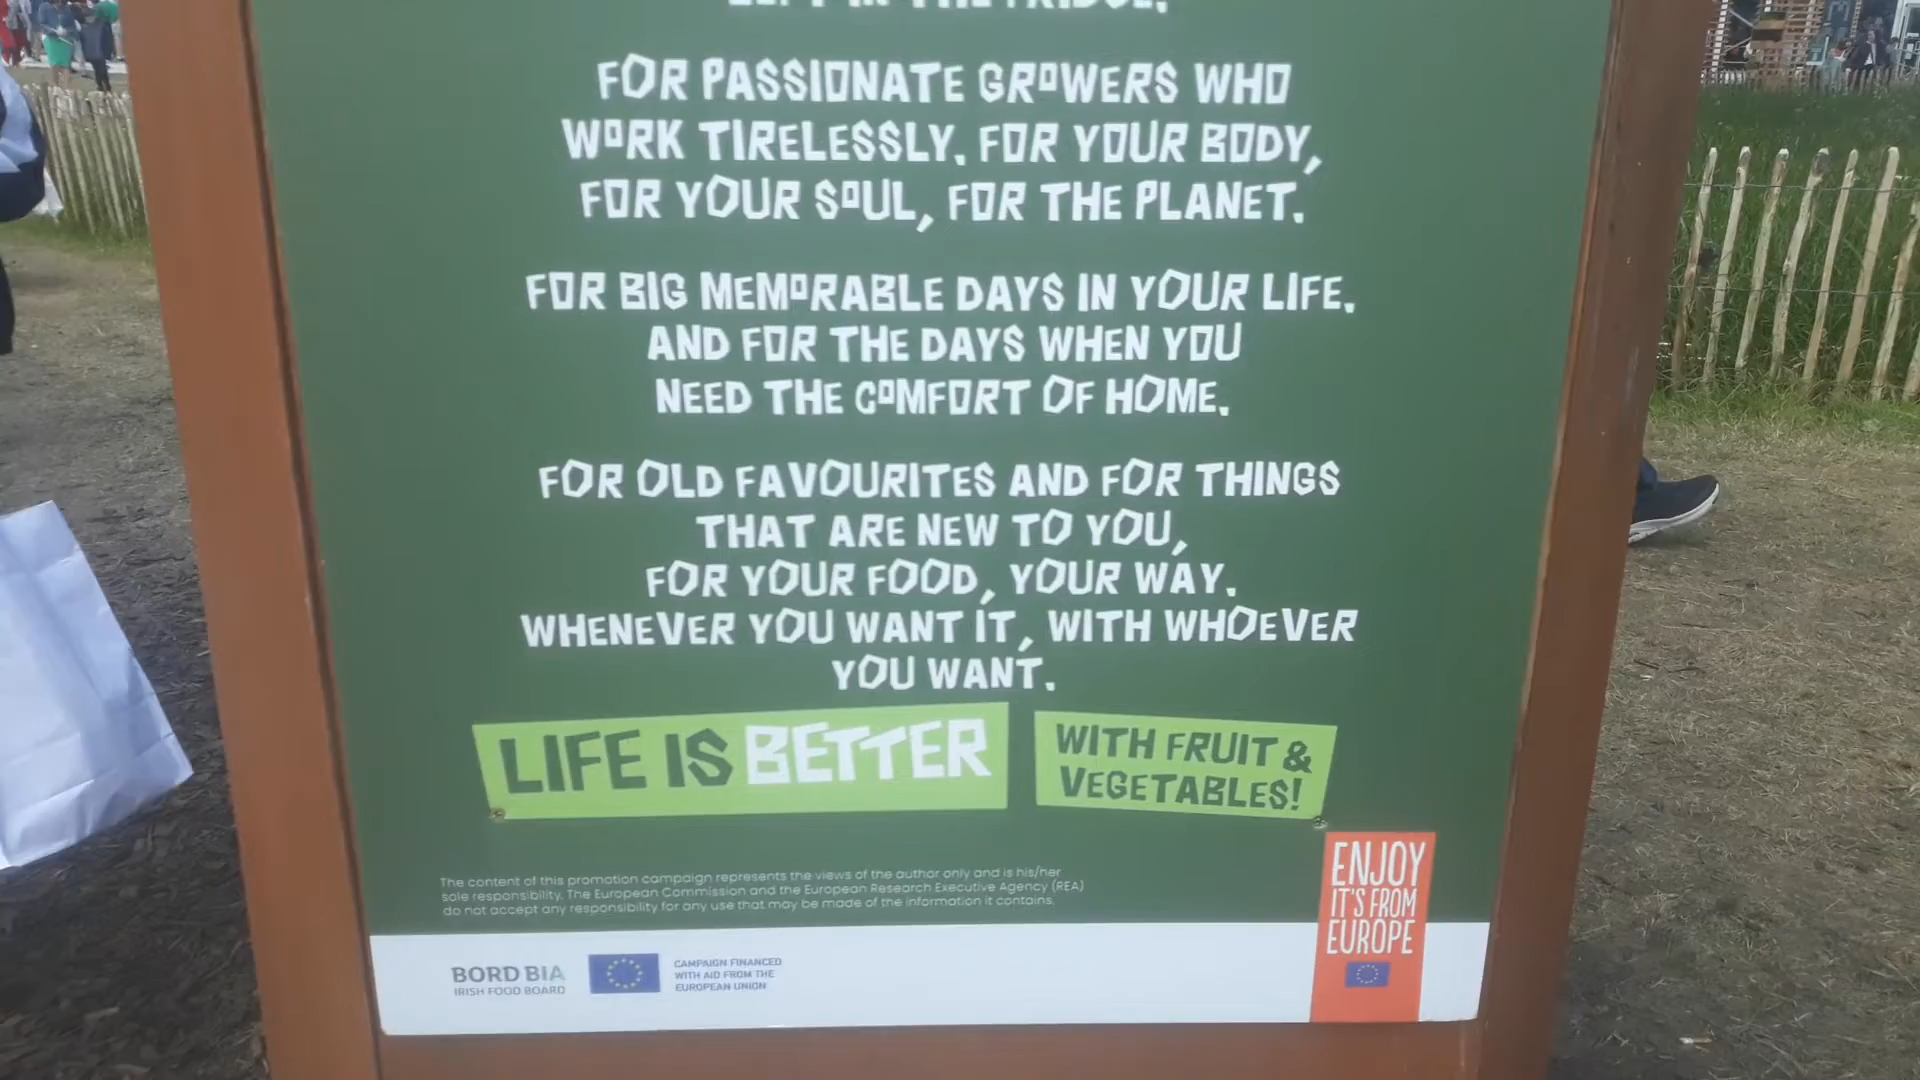 LEFT IN THE FRIDGE.
FOR PASSIONATE GROWERS WHO
WORK TIRELESSLY. FOR YOUR BODY,
FOR YOUR SOUL, FOR THE PLANET.
FOR BIG MEMORABLE DAYS IN YOUR LIFE.
AND FOR THE DAYS WHEN YOU
NEED THE COMFORT OF HOME.
FOR OLD FAVOURITES AND FOR THINGS
THAT ARE NEW TO YOU,
FOR YOUR FOOD, YOUR WAY.
WHENEVER YOU WANT IT, WITH WHOEVER
YOU WANT.
LIFE IS BETTER
WITH FRUIT &
VEGETABLES!
The content of this promotion campaign represents the views of the author only and is his/her
sole responsibility. The European Commission and the European Research Executive Agency (REA)
do not accept any responsibility for any use that may be made of the information it contains.
ENJOY
IT'S FROM
EUROPE
BORD BIA
IRISH FOOD BOARD
CAMPAIGN FINANCED
WITH AID FROM THE
EUROPEAN UNION